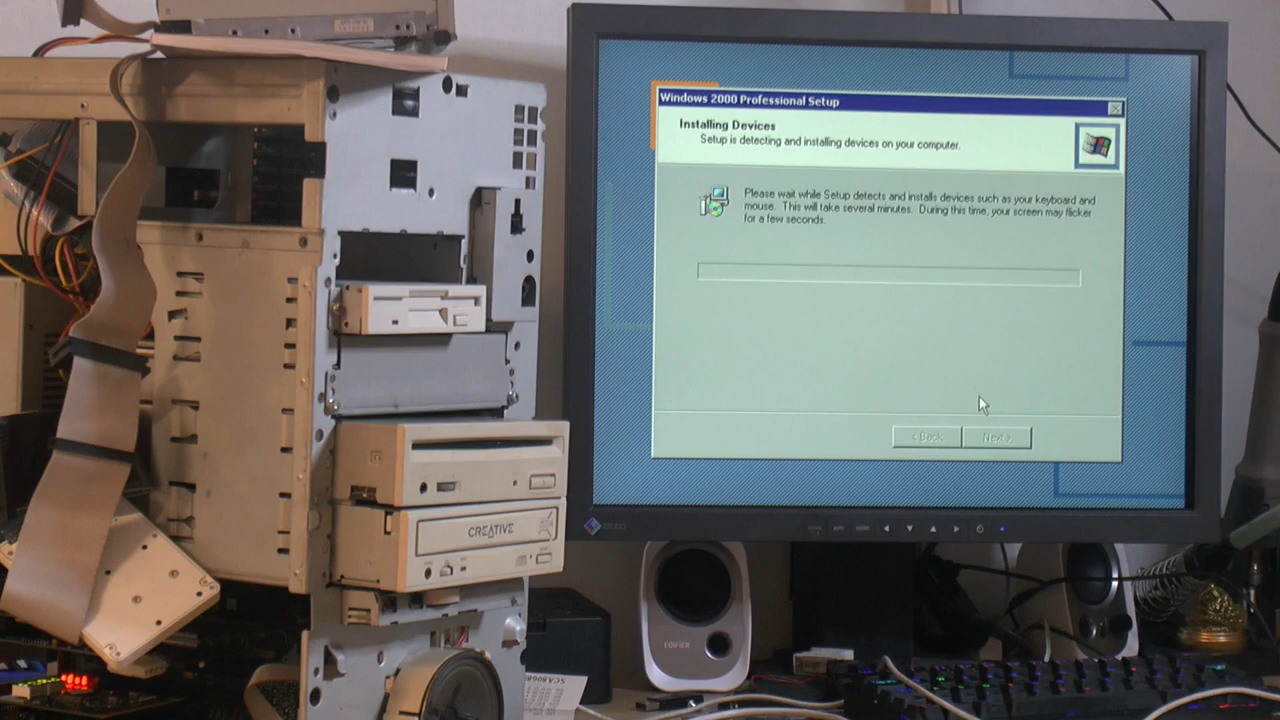 Windows 2000 Professional Setup
Installing Devices
Setup is detecting and installing devices on your computer.
Please wait while Setup detects and installs devices such as your keyboard and
mouse. This will take several minutes. During this time, your screen may flicker
for a few seconds.
< Back
Next >
CREATIVE
EIZO
EDIFIER